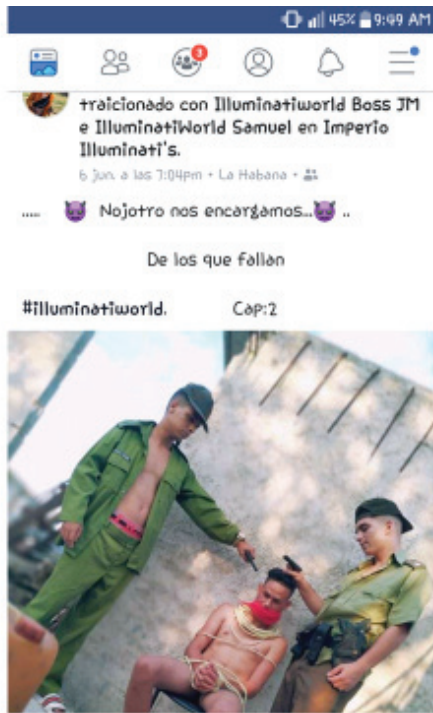 45% 9:49 AM
3
traicionado con Illuminatiworld Boss JM
e IlluminatiWorld Samuel en Imperio
Illuminati's.
6 jun. a las 7:04pm • La Habana •
..... 👿 Nojotro nos encargamos...👿 ..
De los que fallan
#illuminatiworld. Cap:2